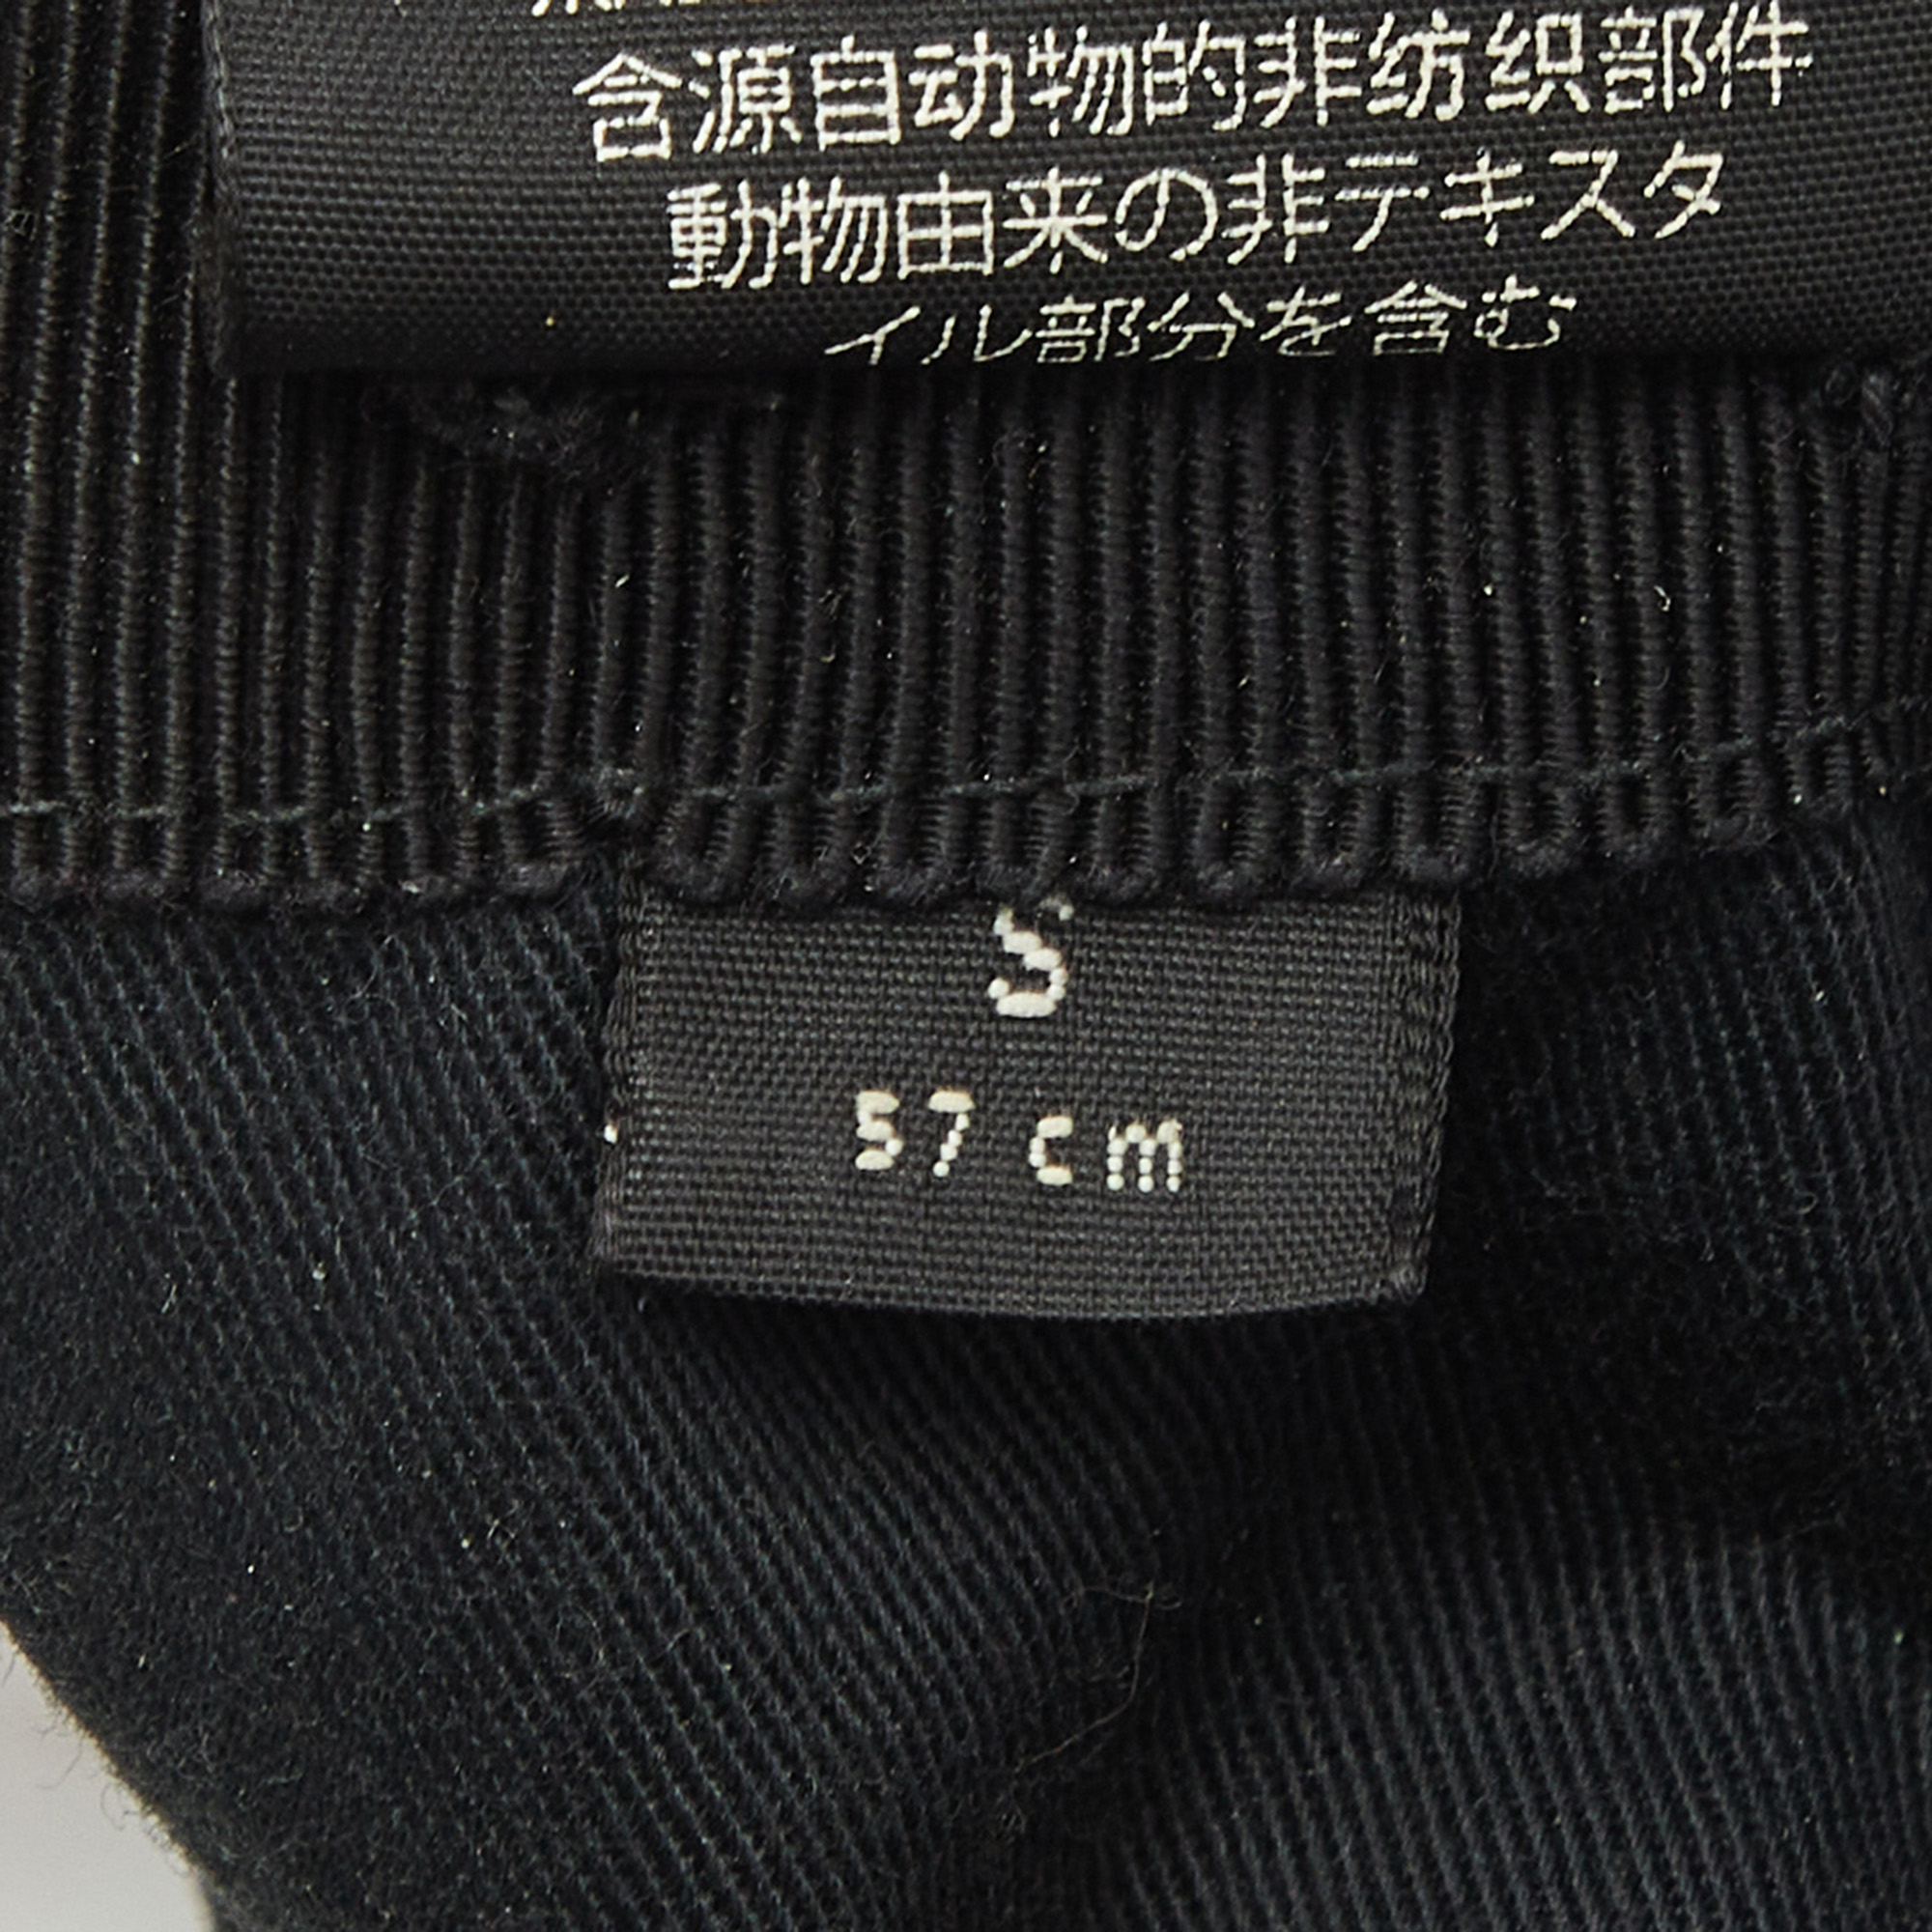 含源自动物的非纺织部件
動物由来の非テキスタ
イル部分を含む
S
57 cm